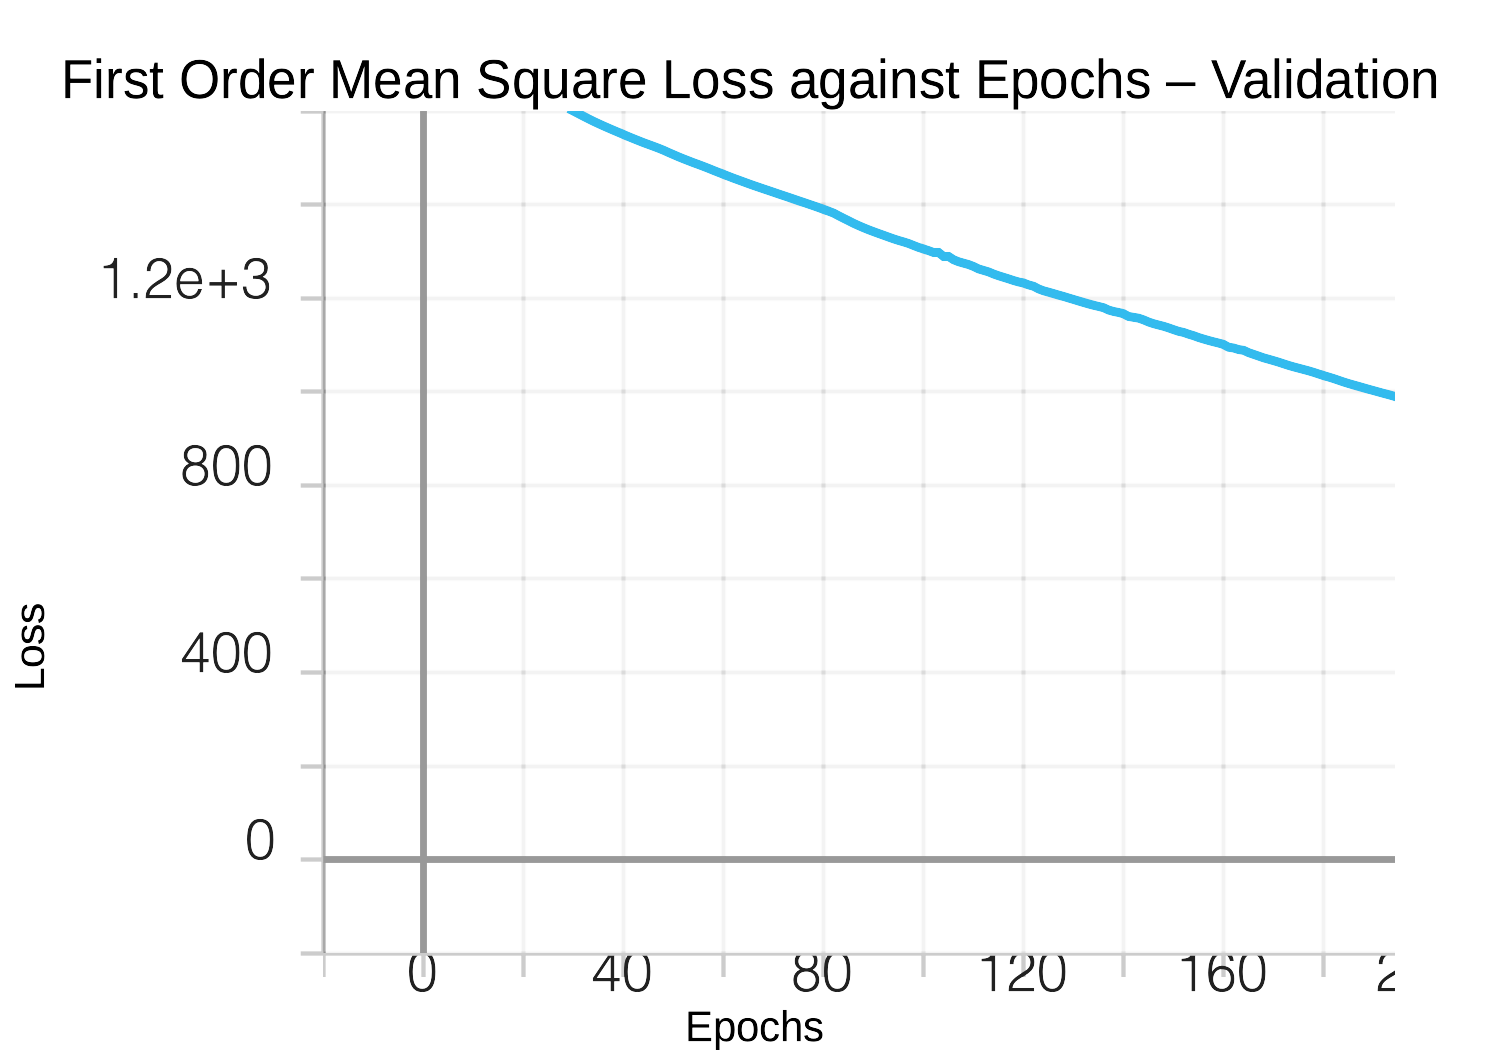 First Order Mean Square Loss against Epochs – Validation
1.2e+3
800
400
0
Loss
0 40 80 120 160 2
Epochs